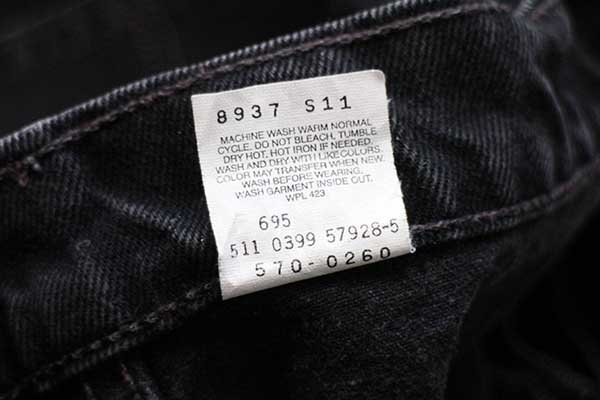 8937 S11
MACHINE WASH WARM NORMAL
CYCLE. DO NOT BLEACH. TUMBLE
DRY HOT. HOT IRON IF NEEDED.
WASH AND DRY WITH LIKE COLORS.
COLOR MAY TRANSFER WHEN NEW.
WASH BEFORE WEARING.
WASH GARMENT INSIDE OUT.
WPL 423
695
511 0399 57928-5
570-0260